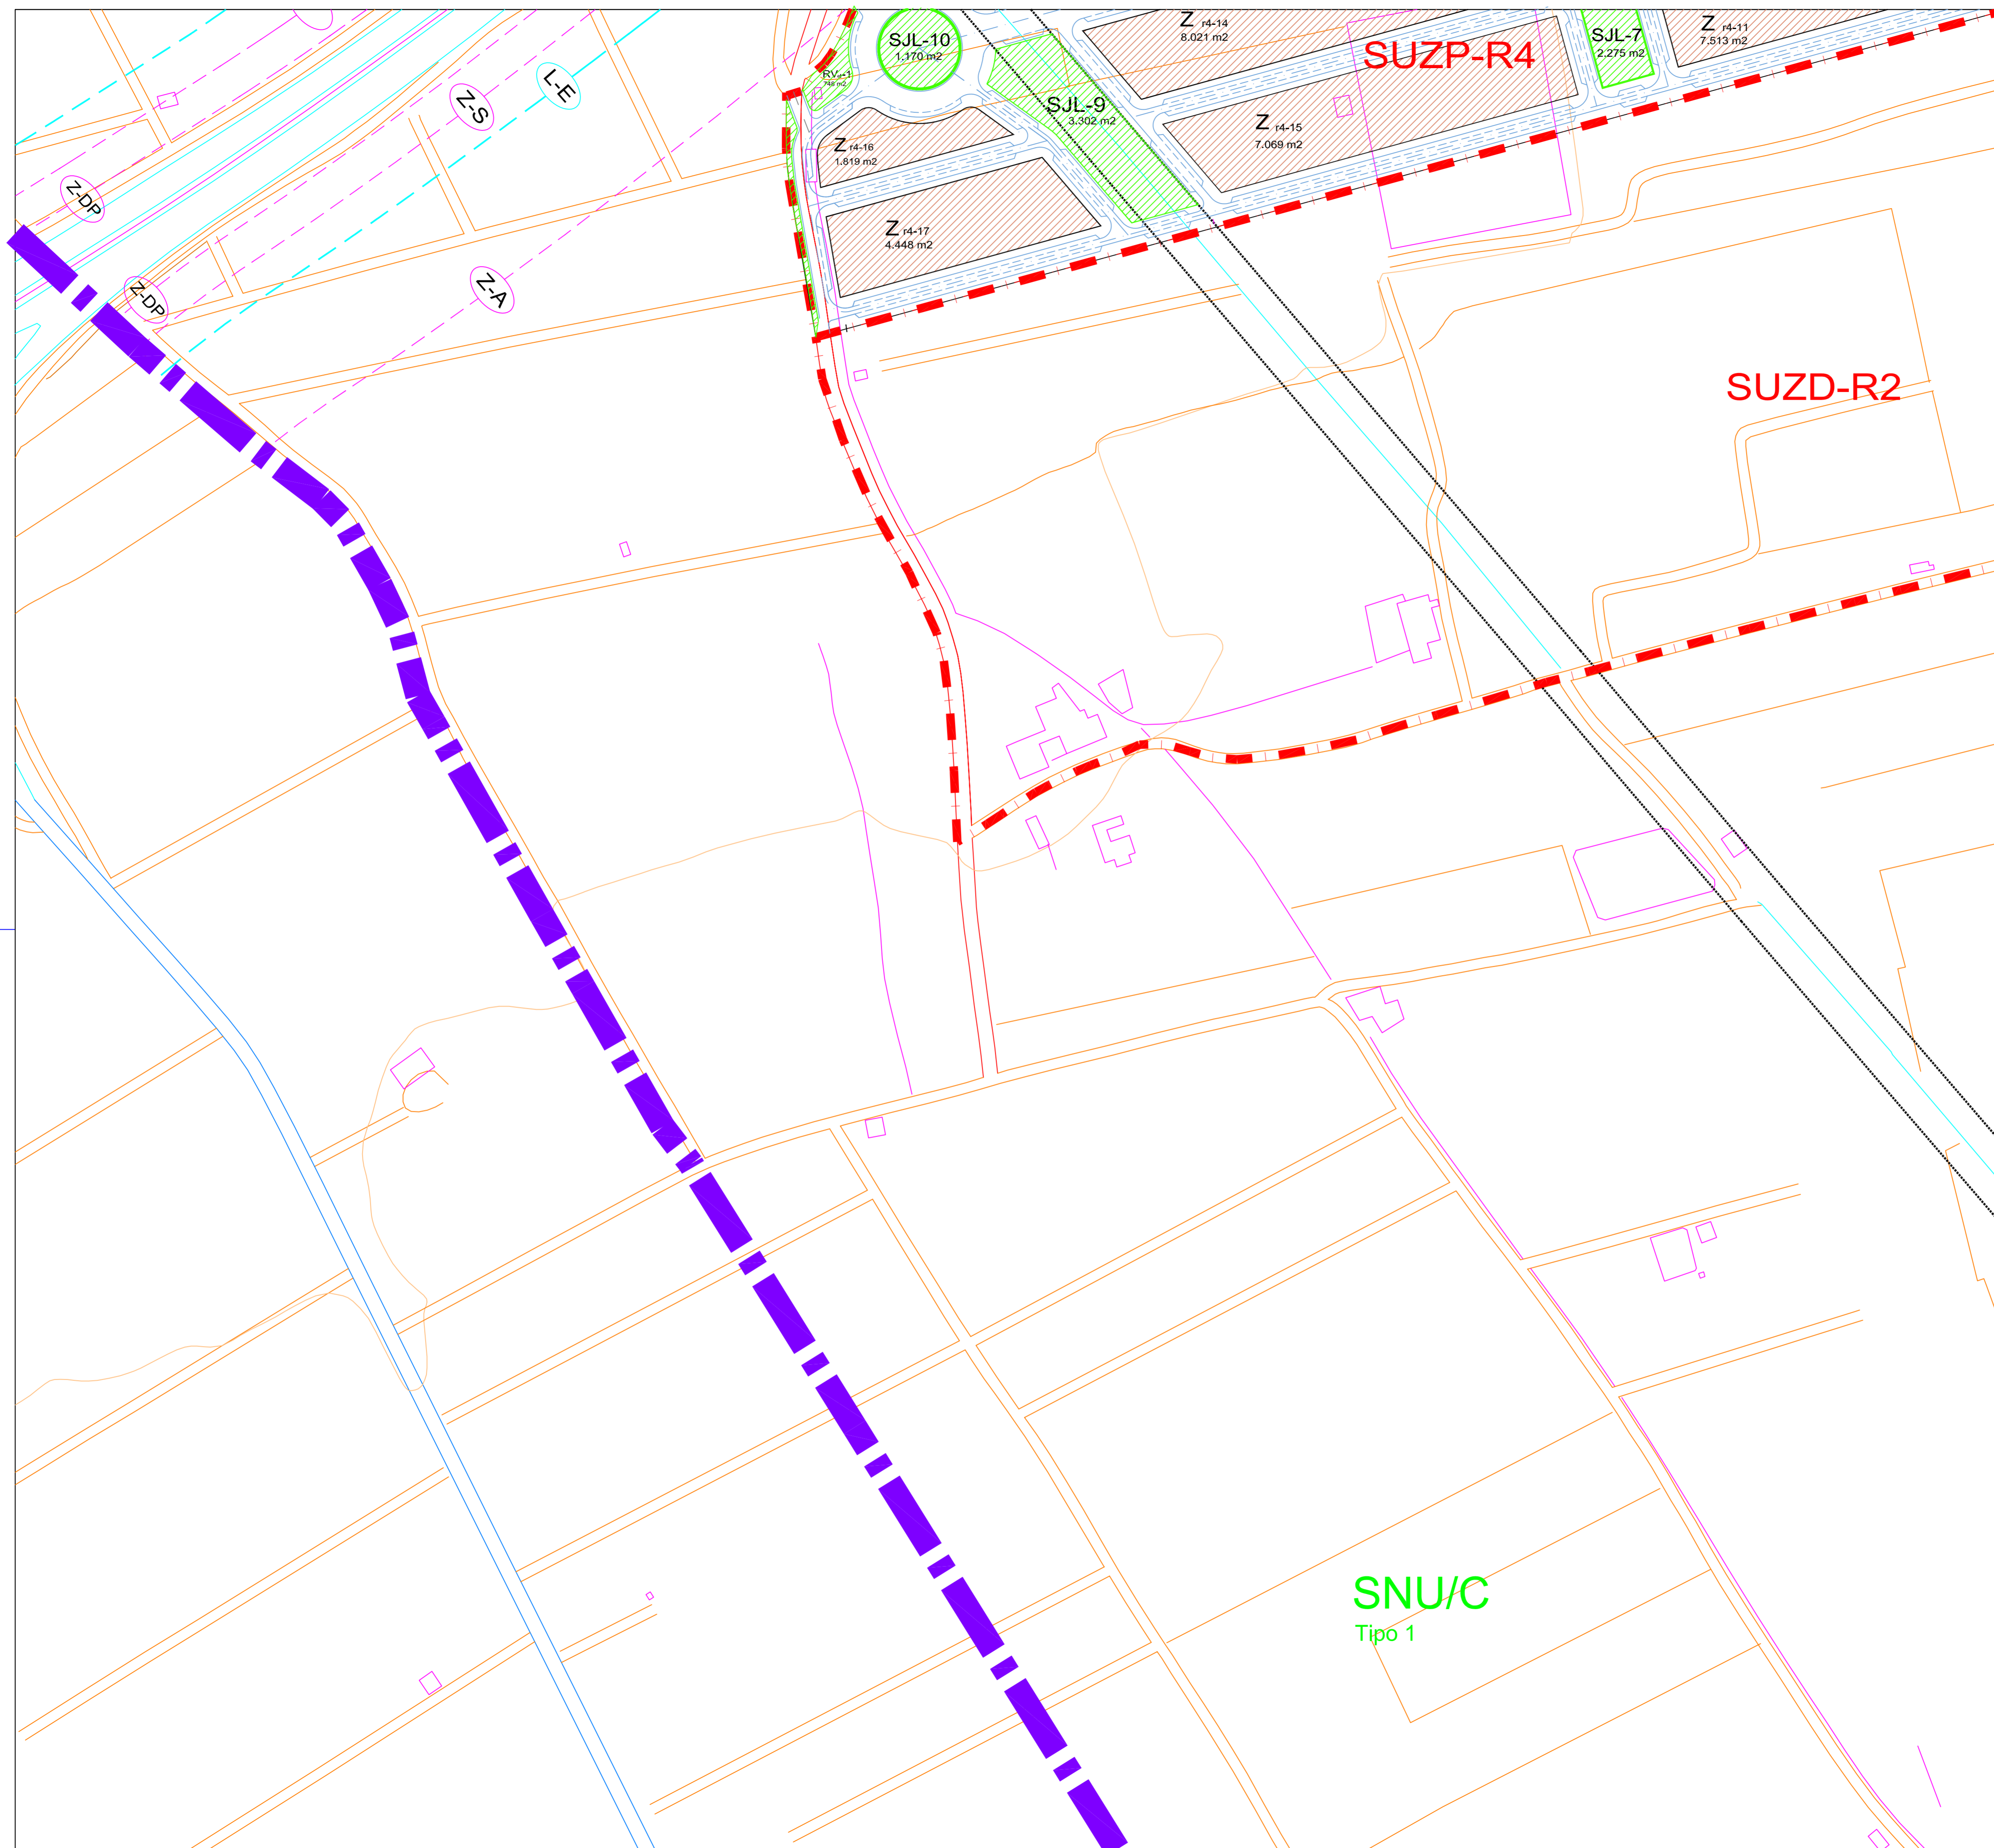 Z r4-14
8.021 m2
SJL-10
1.170 m2
SUZP-R4
SJL-7
2.275 m2
Z r4-11
7.513 m2
L-E
Z-S
SJL-9
3.302 m2
Z r4-15
7.069 m2
Z r4-16
1.819 m2
Z-DP
Z r4-17
4.448 m2
Z-DP
Z-A
SUZD-R2
SNU/C
Tipo 1